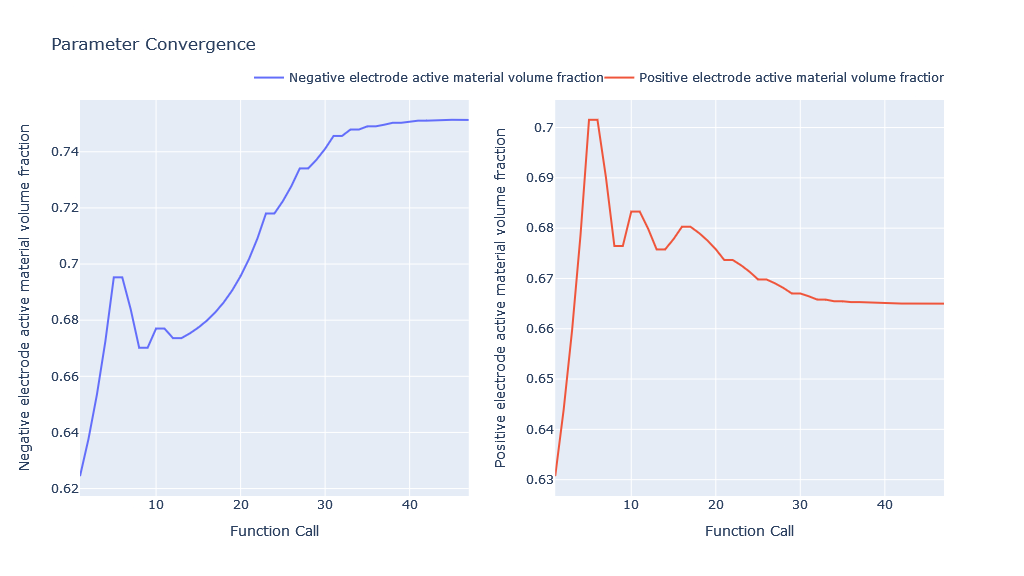 Parameter Convergence
Negative electrode active material volume fraction
Positive electrode active material volume fraction
Negative electrode active material volume fraction
0.74
0.72
0.7
0.68
0.66
0.64
0.62
10 20 30 40
Function Call
Positive electrode active material volume fraction
0.7
0.69
0.68
0.67
0.66
0.65
0.64
0.63
10 20 30 40
Function Call